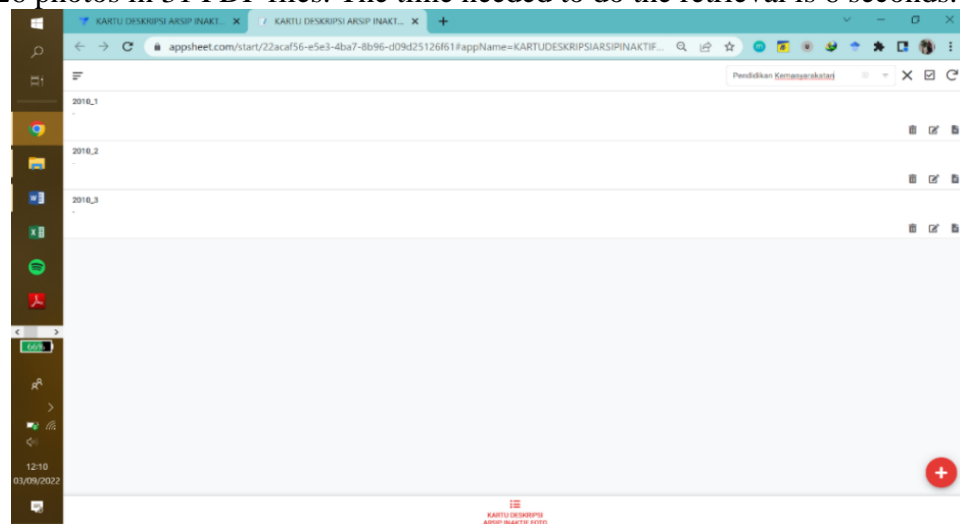 26 photos in 31 PDF files. The time needed to do the retrieval is 6 seconds.
KARTU DESKRIPSI ARSIP INAKT...
KARTU DESKRIPSI ARSIP INAKT...
appsheet.com/start/22acaf56-e5e3-4ba7-8b96-d09d25126f61#appName=KARTUDESKRIPSIARSIPINAKTIF...
Pendidikan Kemasyarakatan
2010_1
-
2010_2
-
2010_3
-
66%
12:10
03/09/2022
KARTU DESKRIPSI
ARSIP INAKTIF FOTO